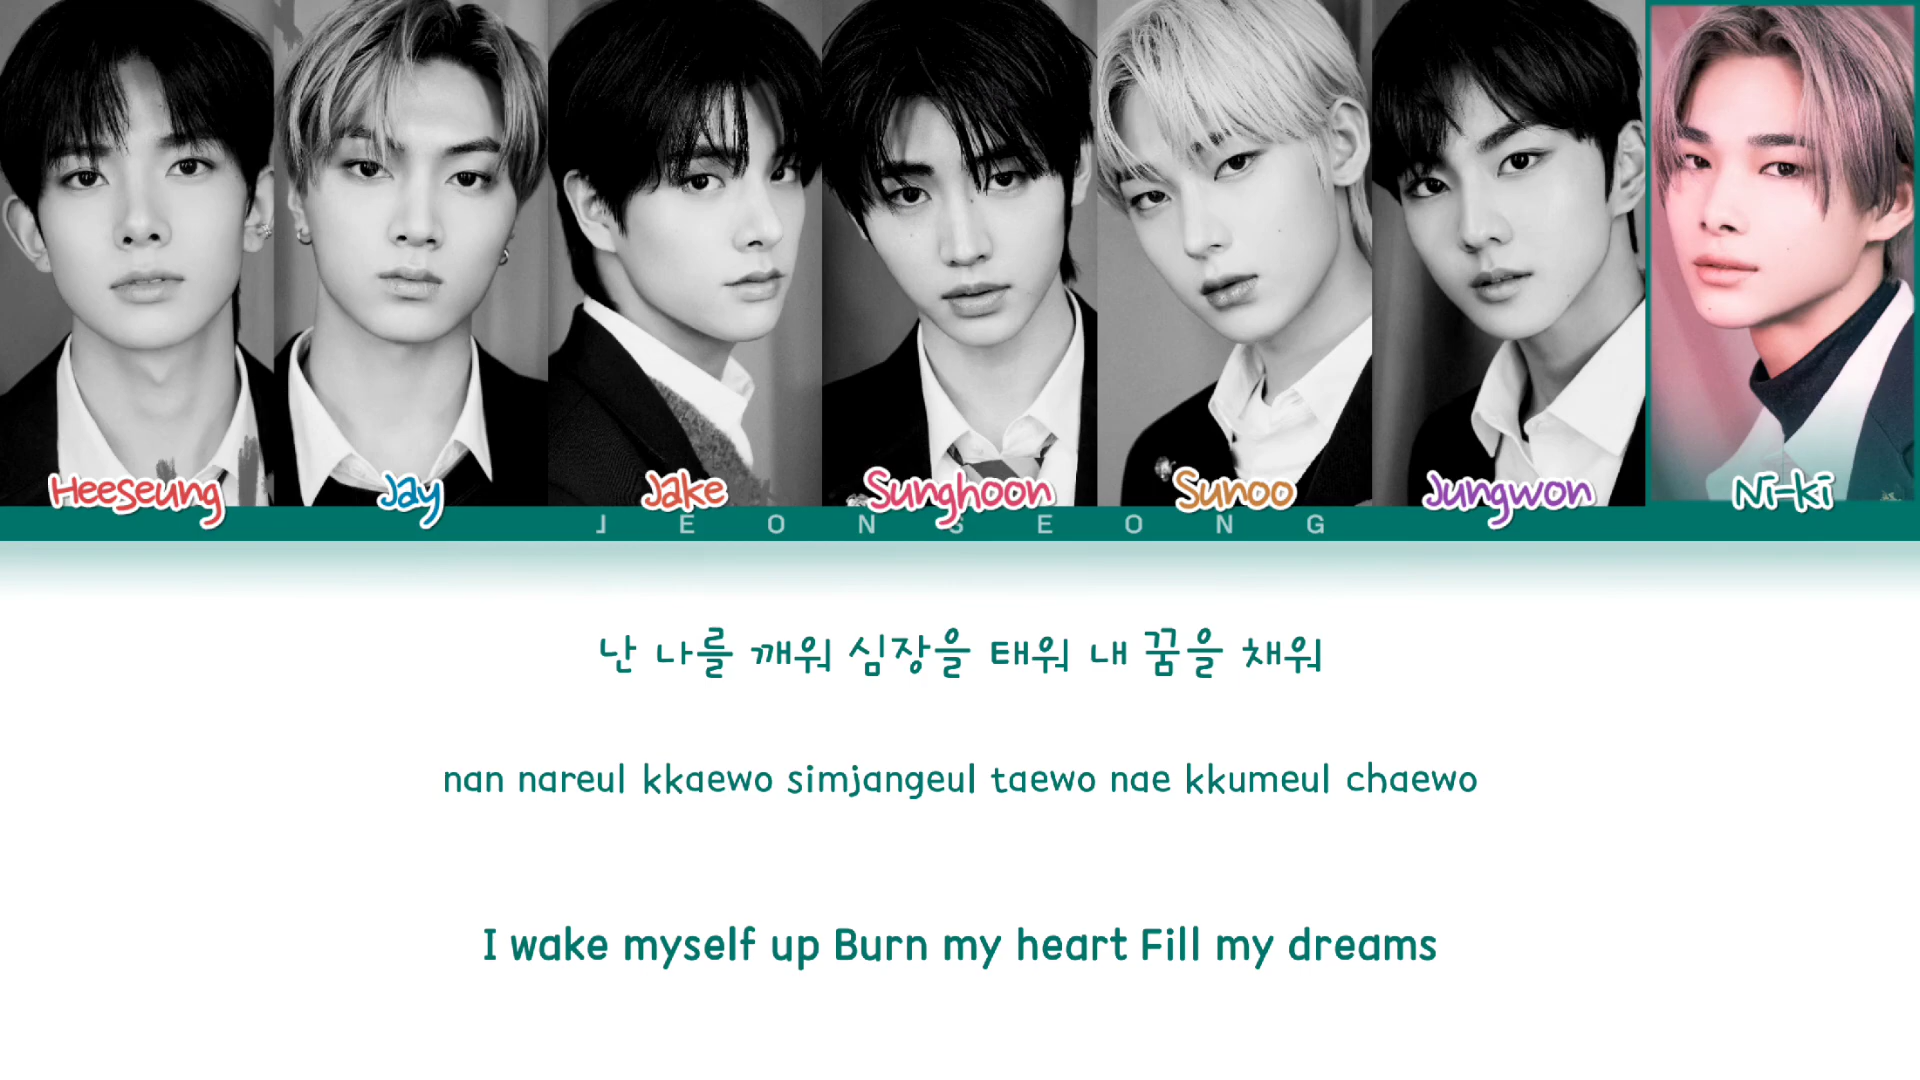 Heeseung Jay Jake Sunghoon Sunoo Jungwon Ni-ki
JEONSEONG
난 나를 깨워 심장을 태워 내 꿈을 채워
nan nareul kkaewo simjangeul taewo nae kkumeul chaewo
I wake myself up Burn my heart Fill my dreams